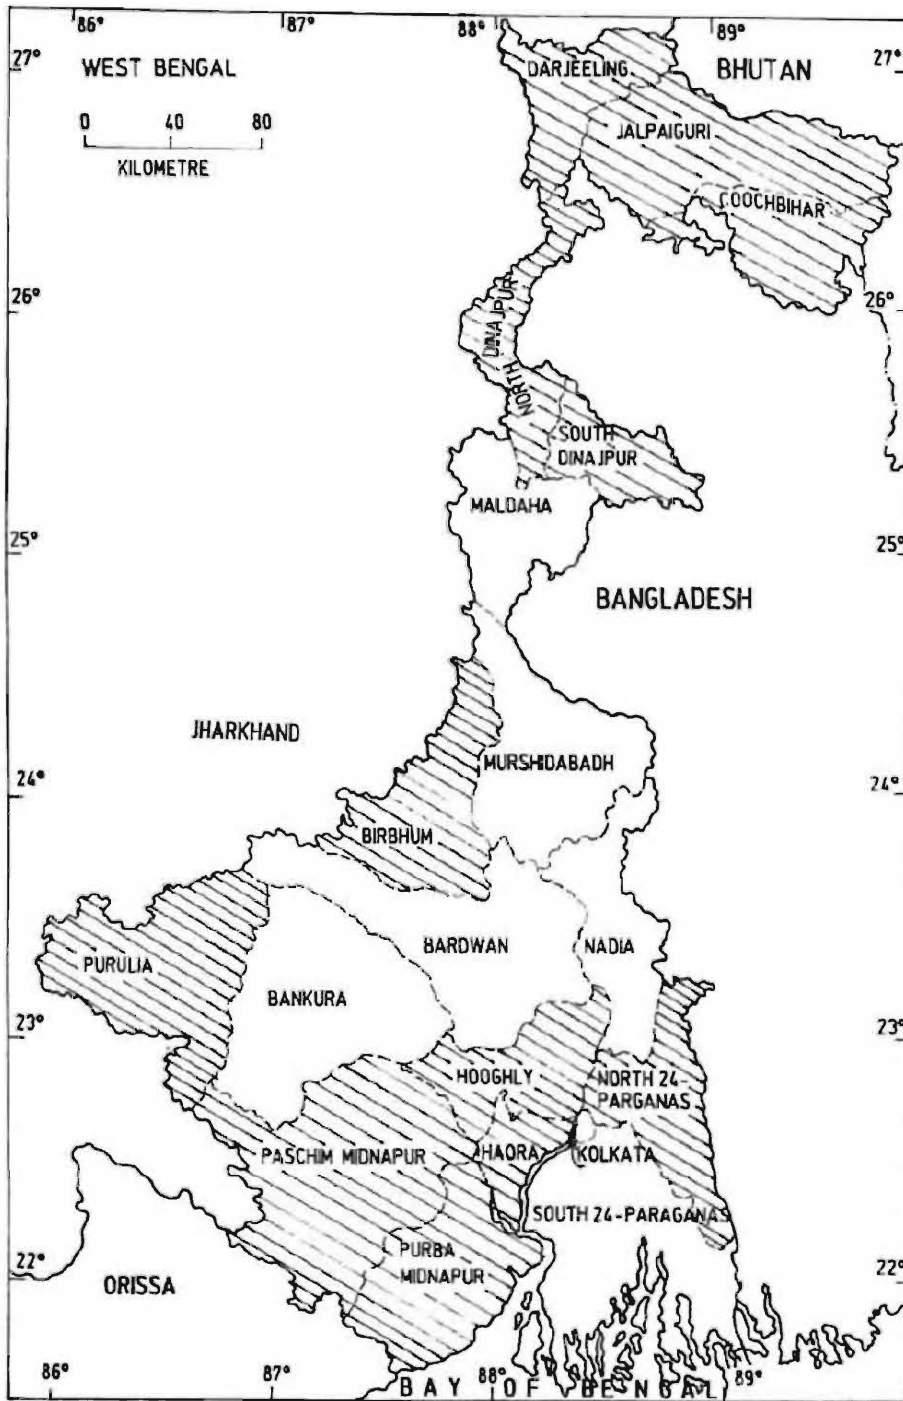 86°
87°
88°
89°
27°
27°
WEST BENGAL
0 40 80
KILOMETRE
DARJEELING
BHUTAN
JALPAIGURI
COOCHBIHAR
26°
26°
NORTH DINAJPUR
SOUTH
DINAJPUR
MALDAHA
25°
25°
BANGLADESH
JHARKHAND
MURSHIDABADH
24°
24°
BIRBHUM
BARDWAN
NADIA
PURULIA
BANKURA
23°
23°
HOOGHLY
NORTH 24-
PARGANAS
PASCHIM MIDNAPUR
HAORA
KOLKATA
SOUTH 24-PARAGANAS
PURBA
MIDNAPUR
22°
22°
ORISSA
86°
87°
88°
89°
BAY OF BENGAL